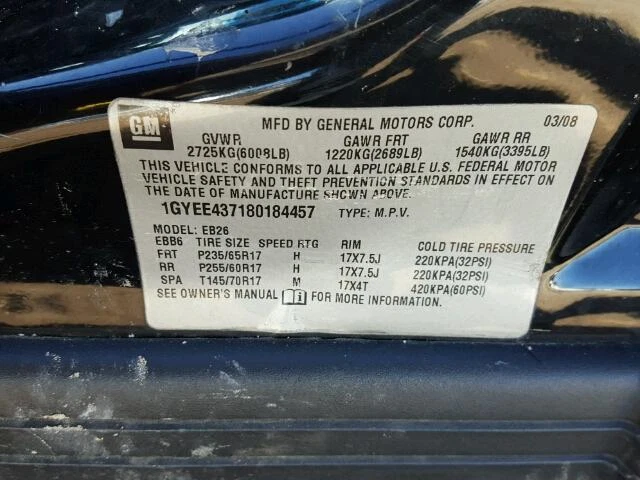 GM
MFD BY GENERAL MOTORS CORP. 03/08
GVWR GAWR FRT GAWR RR
2725KG(6008LB) 1220KG(2689LB) 1540KG(3395LB)
THIS VEHICLE CONFORMS TO ALL APPLICABLE U.S. FEDERAL MOTOR
VEHICLE SAFETY AND THEFT PREVENTION STANDARDS IN EFFECT ON
THE DATE OF MANUFACTURE SHOWN ABOVE.
1GYEE437180184457 TYPE: M.P.V.
MODEL: EB26
EBB6 TIRE SIZE SPEED RTG RIM COLD TIRE PRESSURE
FRT P235/65R17 H 17X7.5J 220KPA(32PSI)
RR P255/60R17 H 17X7.5J 220KPA(32PSI)
SPA T145/70R17 M 17X4T 420KPA(60PSI)
SEE OWNER'S MANUAL i FOR MORE INFORMATION.